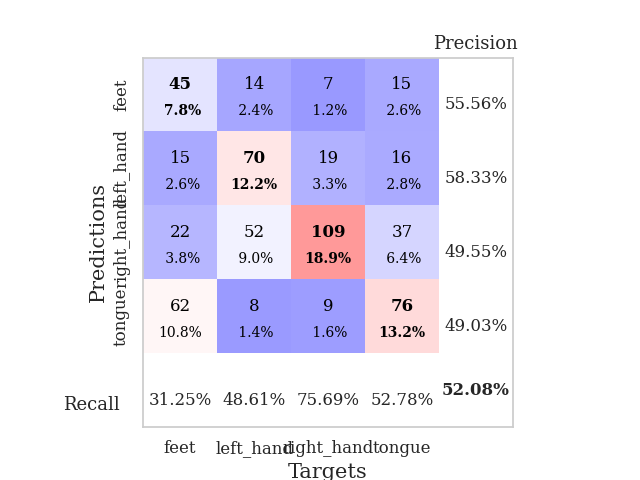 Precision
feet 45 14 7 15 55.56%
7.8% 2.4% 1.2% 2.6%
left_hand 15 70 19 16 58.33%
2.6% 12.2% 3.3% 2.8%
right_hand 22 52 109 37 49.55%
3.8% 9.0% 18.9% 6.4%
tongue 62 8 9 76 49.03%
10.8% 1.4% 1.6% 13.2%
Predictions
Recall 31.25% 48.61% 75.69% 52.78% 52.08%
feet left_hand right_hand tongue
Targets